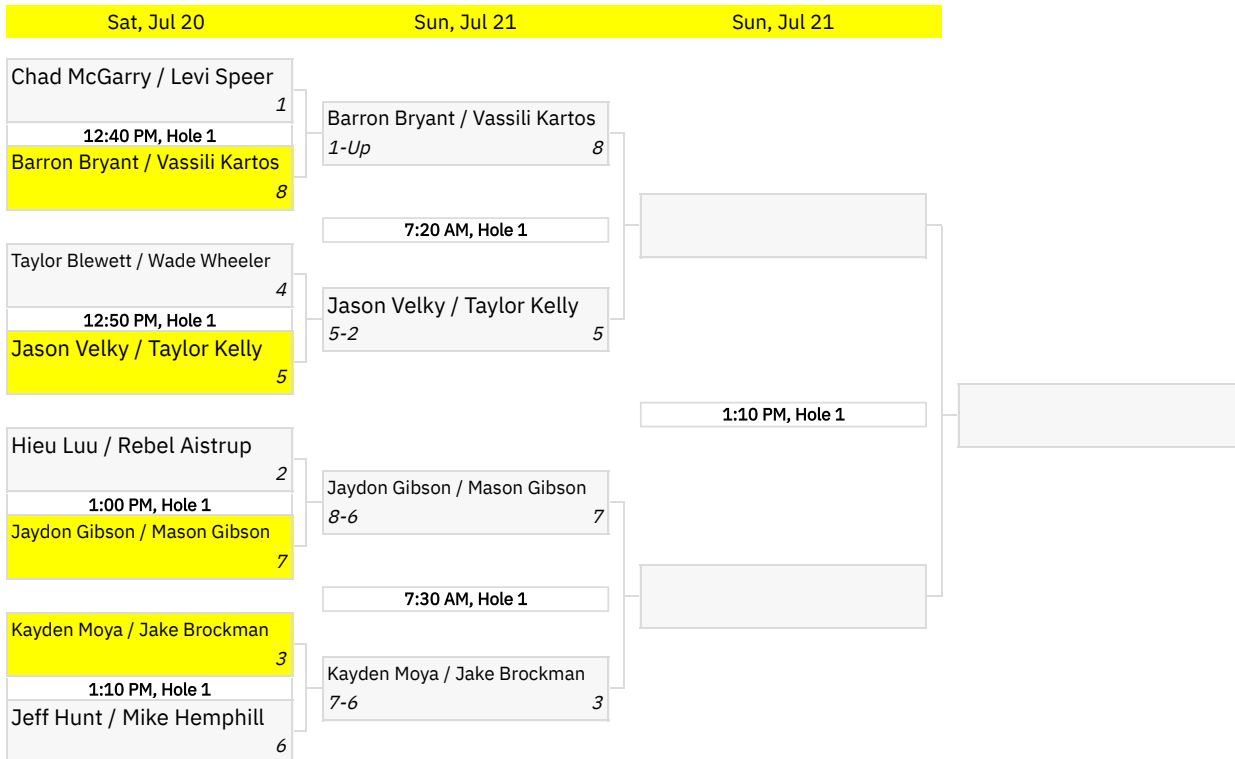 Sat, Jul 20
Sun, Jul 21
Sun, Jul 21
Chad McGarry / Levi Speer
1
12:40 PM, Hole 1
Barron Bryant / Vassili Kartos
8
Taylor Blewett / Wade Wheeler
4
12:50 PM, Hole 1
Jason Velky / Taylor Kelly
5
Hieu Luu / Rebel Aistrup
2
1:00 PM, Hole 1
Jaydon Gibson / Mason Gibson
7
Kayden Moya / Jake Brockman
3
1:10 PM, Hole 1
Jeff Hunt / Mike Hemphill
6
Barron Bryant / Vassili Kartos
1-Up 8
7:20 AM, Hole 1
Jason Velky / Taylor Kelly
5-2 5
Jaydon Gibson / Mason Gibson
8-6 7
7:30 AM, Hole 1
Kayden Moya / Jake Brockman
7-6 3
1:10 PM, Hole 1